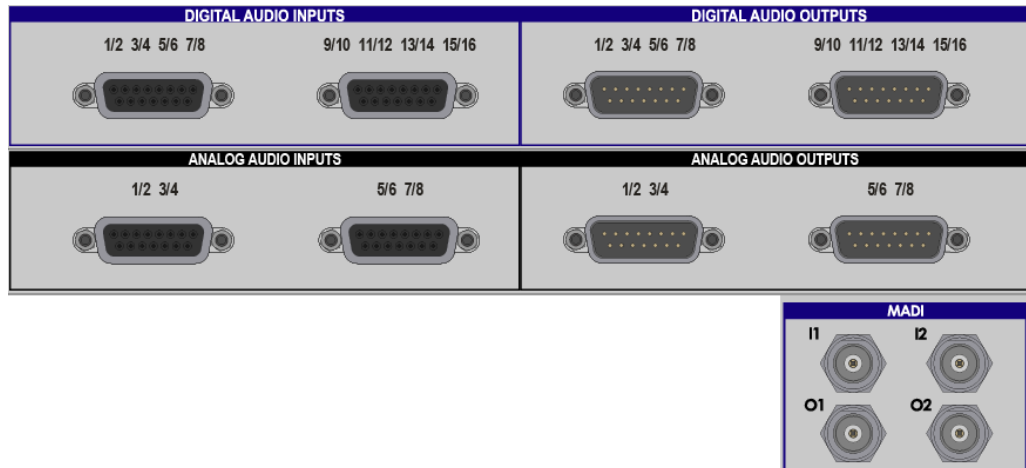 DIGITAL AUDIO INPUTS
DIGITAL AUDIO OUTPUTS
1/2 3/4 5/6 7/8
9/10 11/12 13/14 15/16
1/2 3/4 5/6 7/8
9/10 11/12 13/14 15/16
ANALOG AUDIO INPUTS
ANALOG AUDIO OUTPUTS
1/2 3/4
5/6 7/8
1/2 3/4
5/6 7/8
MADI
I1
I2
O1
O2